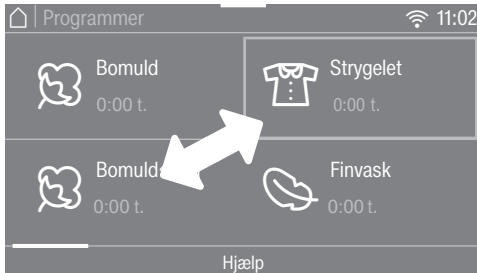 Programmer 11:02
Bomuld
0:00 t.
Strygelet
0:00 t.
0:00 t.
Finvask
0:00 t.
Hjælp